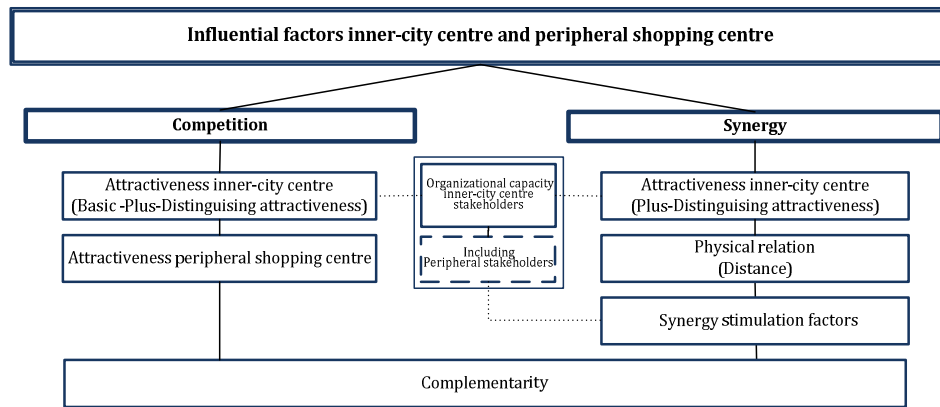 Influential factors inner-city centre and peripheral shopping centre
Competition
Synergy
Attractiveness inner-city centre
(Basic -Plus-Distinguising attractiveness)
Organizational capacity
inner-city centre
stakeholders
Attractiveness inner-city centre
(Plus-Distinguising attractiveness)
Attractiveness peripheral shopping centre
Including
Peripheral stakeholders
Physical relation
(Distance)
Synergy stimulation factors
Complementarity